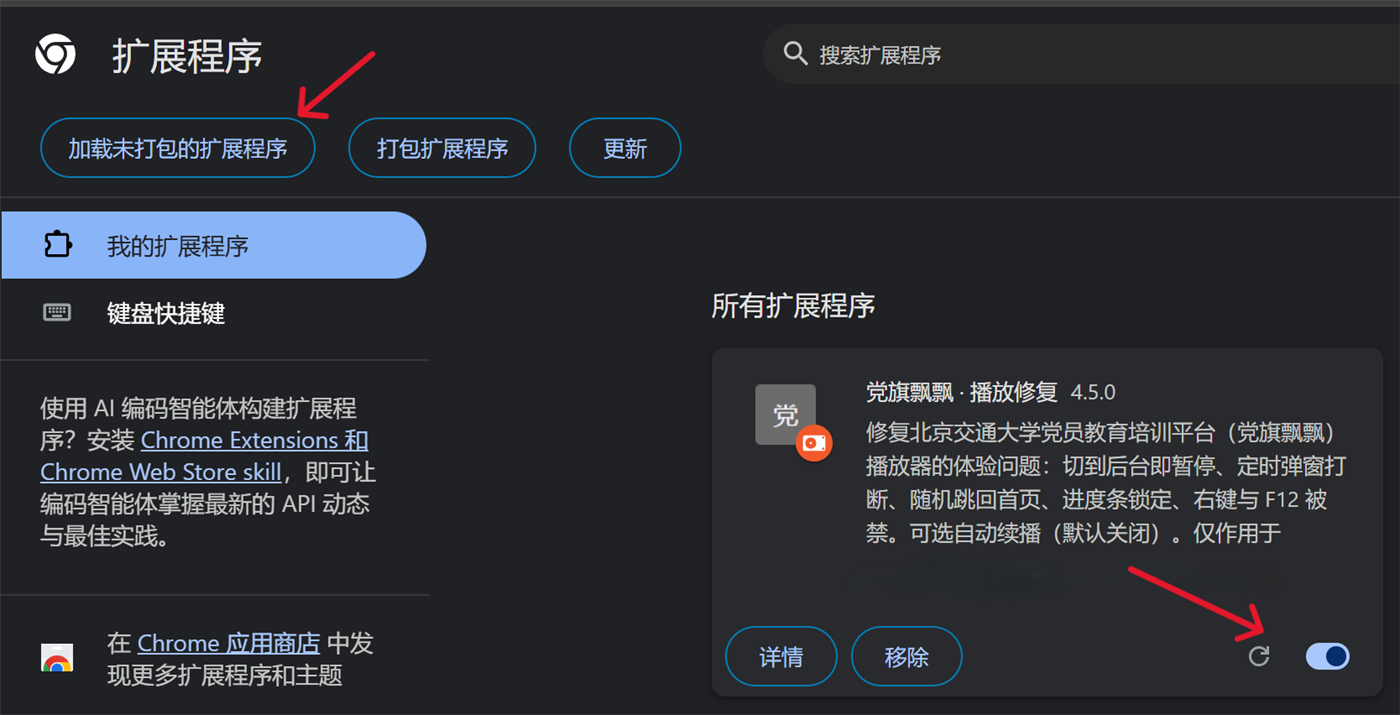 扩展程序
搜索扩展程序
加载未打包的扩展程序
打包扩展程序
更新
我的扩展程序
键盘快捷键
使用 AI 编码智能体构建扩展程
序？安装 Chrome Extensions 和
Chrome Web Store skill，即可让
编码智能体掌握最新的 API 动态
与最佳实践。
在 Chrome 应用商店 中发
现更多扩展程序和主题
所有扩展程序
党
党旗飘飘 · 播放修复 4.5.0
修复北京交通大学党员教育培训平台（党旗飘飘）
播放器的体验问题：切到后台即暂停、定时弹窗打
断、随机跳回首页、进度条锁定、右键与 F12 被
禁。可选自动续播（默认关闭）。仅作用于
详情
移除